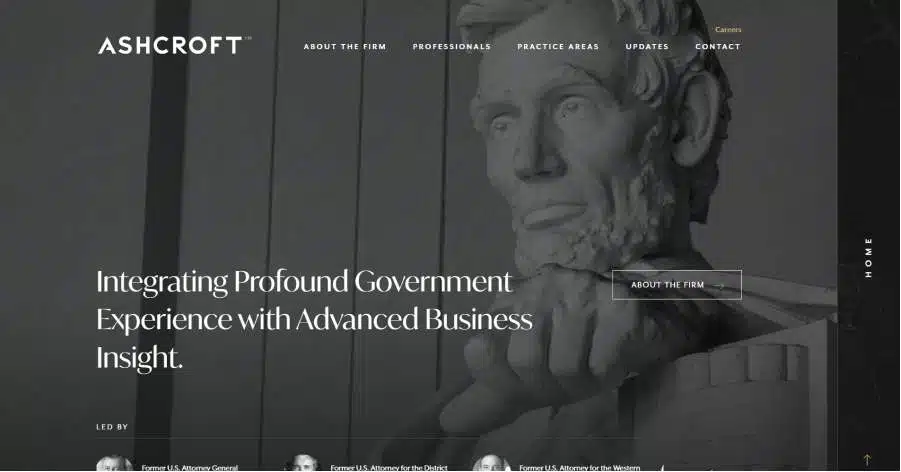 Careers
ASHCROFT
ABOUT THE FIRM PROFESSIONALS PRACTICE AREAS UPDATES CONTACT
HOME
Integrating Profound Government
Experience with Advanced Business
Insight.
ABOUT THE FIRM
LED BY
Former U.S. Attorney General Former U.S. Attorney for the District Former U.S. Attorney for the Western